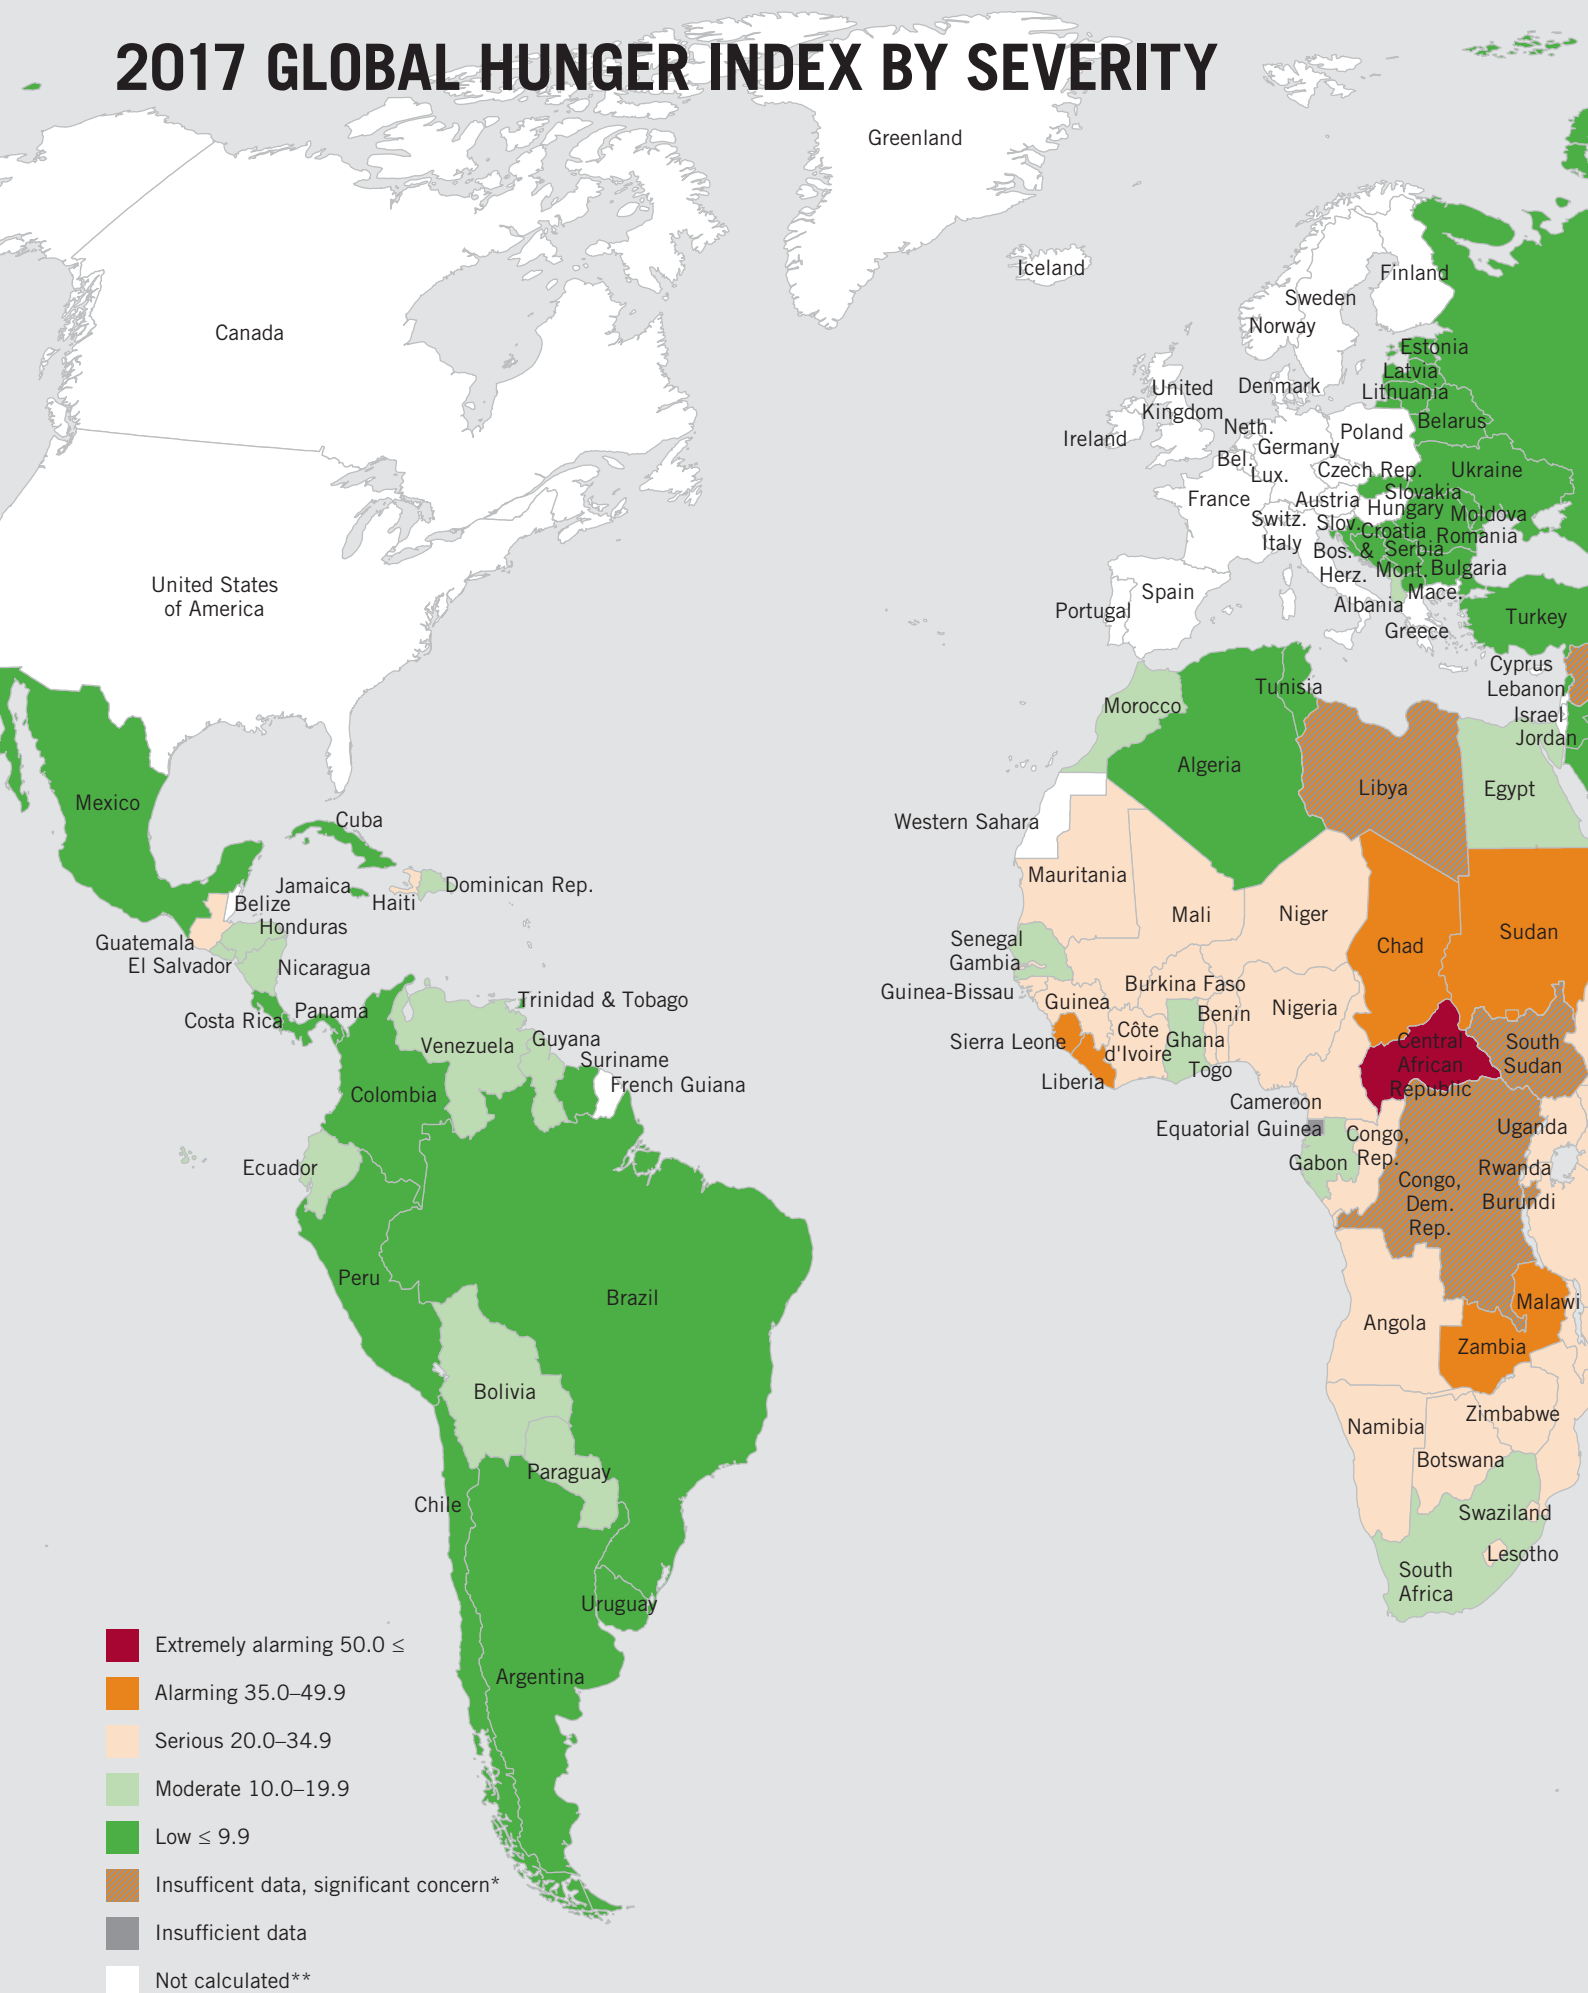 2017 GLOBAL HUNGER INDEX BY SEVERITY
Greenland
Iceland
Finland
Sweden
Norway
Canada
Estonia
Latvia
Lithuania
Denmark
United
Kingdom
Belarus
Neth.
Poland
Ireland
Germany
Bel.
Lux.
Czech Rep.
Ukraine
Slovakia
France
Austria
Hungary
Moldova
Switz.
Slov.
Croatia
Romania
Italy
Bos. &
Herz.
Serbia
Mont.
Bulgaria
Mace.
Albania
Greece
Spain
Portugal
Turkey
United States
of America
Cyprus
Lebanon
Israel
Jordan
Tunisia
Morocco
Algeria
Libya
Egypt
Western Sahara
Mexico
Cuba
Jamaica
Haiti
Dominican Rep.
Belize
Honduras
Guatemala
El Salvador
Nicaragua
Costa Rica
Panama
Trinidad & Tobago
Venezuela
Guyana
Suriname
French Guiana
Colombia
Ecuador
Peru
Brazil
Bolivia
Paraguay
Chile
Uruguay
Argentina
Mauritania
Mali
Niger
Chad
Sudan
Senegal
Gambia
Guinea-Bissau
Guinea
Burkina Faso
Benin
Nigeria
Sierra Leone
Côte
d'Ivoire
Ghana
Togo
Liberia
Central
African
Republic
South
Sudan
Cameroon
Equatorial Guinea
Gabon
Congo,
Rep.
Congo,
Dem.
Rep.
Uganda
Rwanda
Burundi
Angola
Malawi
Zambia
Namibia
Zimbabwe
Botswana
Swaziland
Lesotho
South
Africa
Extremely alarming 50.0 ≤
Alarming 35.0–49.9
Serious 20.0–34.9
Moderate 10.0–19.9
Low ≤ 9.9
Insufficent data, significant concern*
Insufficient data
Not calculated**